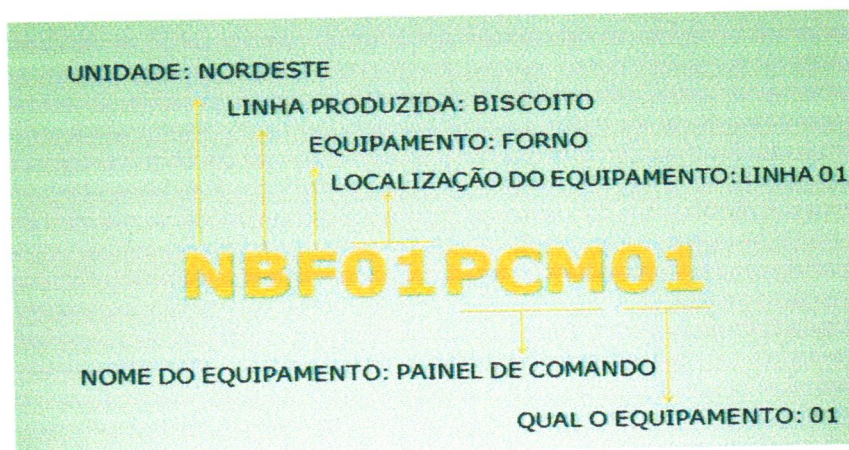 UNIDADE: NORDESTE
LINHA PRODUZIDA: BISCOITO
EQUIPAMENTO: FORNO
LOCALIZAÇÃO DO EQUIPAMENTO:LINHA 01
NBF01PCM01
NOME DO EQUIPAMENTO: PAINEL DE COMANDO
QUAL O EQUIPAMENTO: 01